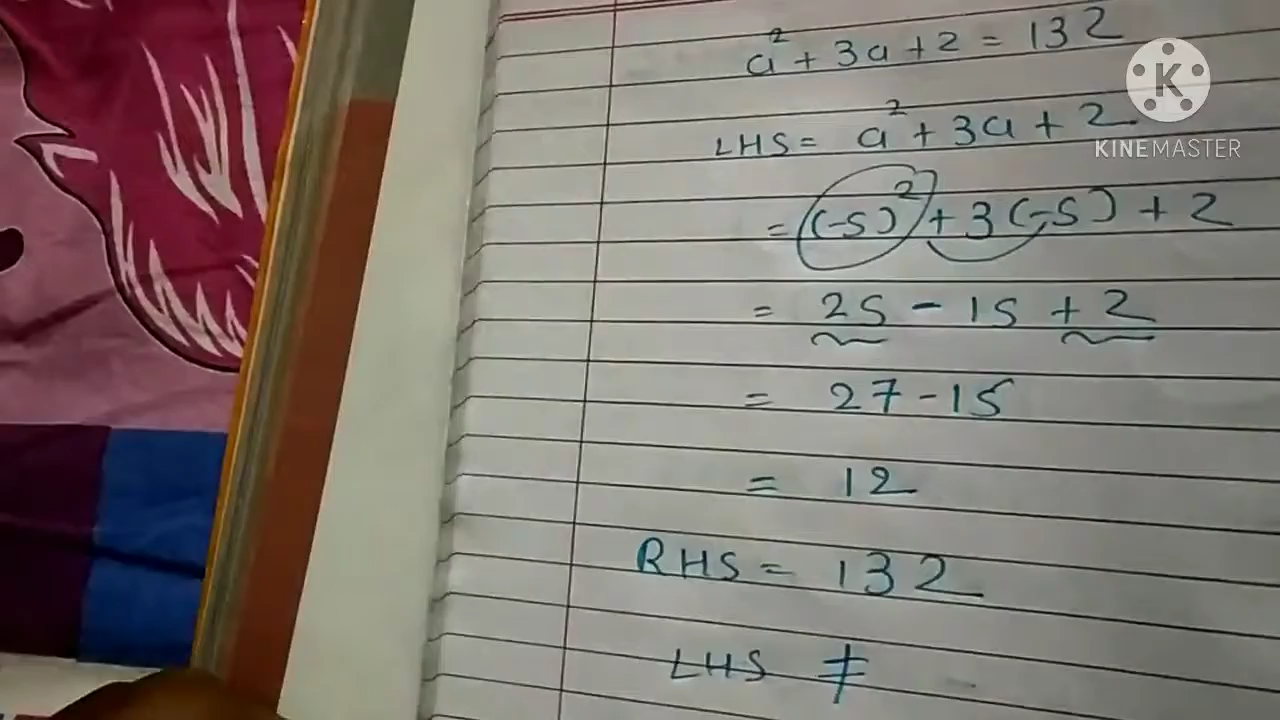 a² + 3a + 2 = 132
LHS = a² + 3a + 2
= (-5)² + 3(-5) + 2
= 25 - 15 + 2
= 27 - 15
= 12
RHS = 132
LHS ≠
K
KINEMASTER